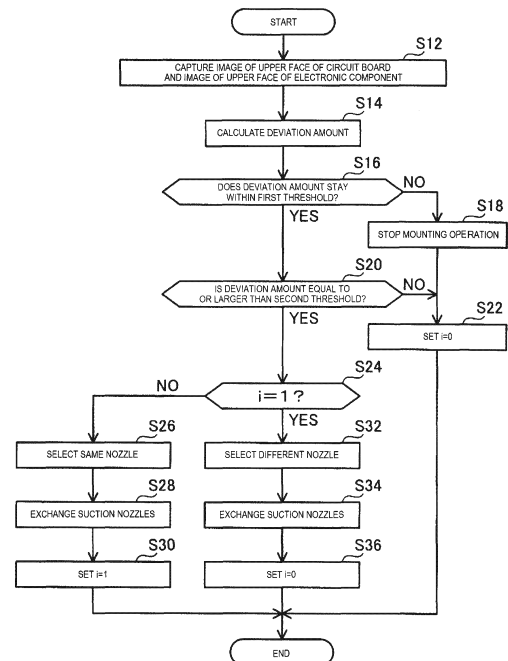 START
S12
CAPTURE IMAGE OF UPPER FACE OF CIRCUIT BOARD
AND IMAGE OF UPPER FACE OF ELECTRONIC COMPONENT
S14
CALCULATE DEVIATION AMOUNT
S16
DOES DEVIATION AMOUNT STAY
WITHIN FIRST THRESHOLD?
NO
YES
S18
STOP MOUNTING OPERATION
S20
IS DEVIATION AMOUNT EQUAL TO
OR LARGER THAN SECOND THRESHOLD?
NO
YES
S22
SET i=0
S24
i=1?
NO
YES
S26
SELECT SAME NOZZLE
S32
SELECT DIFFERENT NOZZLE
S28
EXCHANGE SUCTION NOZZLES
S34
EXCHANGE SUCTION NOZZLES
S30
SET i=1
S36
SET i=0
END